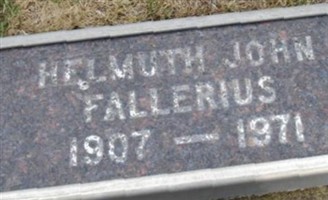 HELMUTH JOHN
FALLERIUS
1907 — 1971